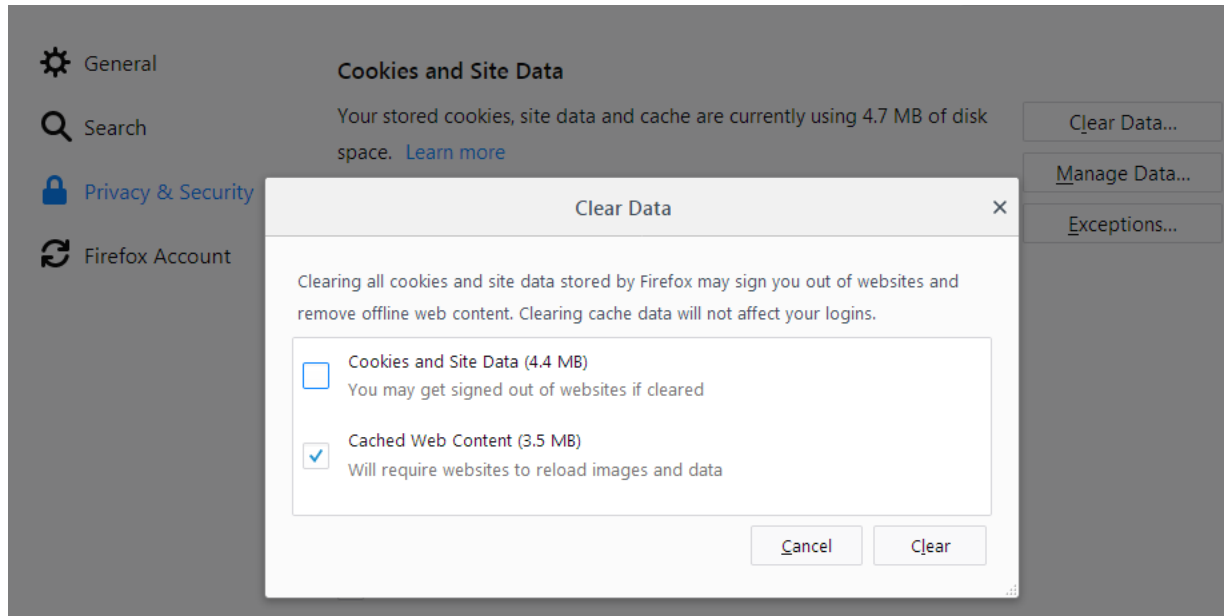 General
Search
Privacy & Security
Firefox Account
Cookies and Site Data
Your stored cookies, site data and cache are currently using 4.7 MB of disk
space. Learn more
Clear Data...
Manage Data...
Exceptions...
Clear Data
Clearing all cookies and site data stored by Firefox may sign you out of websites and
remove offline web content. Clearing cache data will not affect your logins.
Cookies and Site Data (4.4 MB)
You may get signed out of websites if cleared
Cached Web Content (3.5 MB)
Will require websites to reload images and data
Cancel
Clear